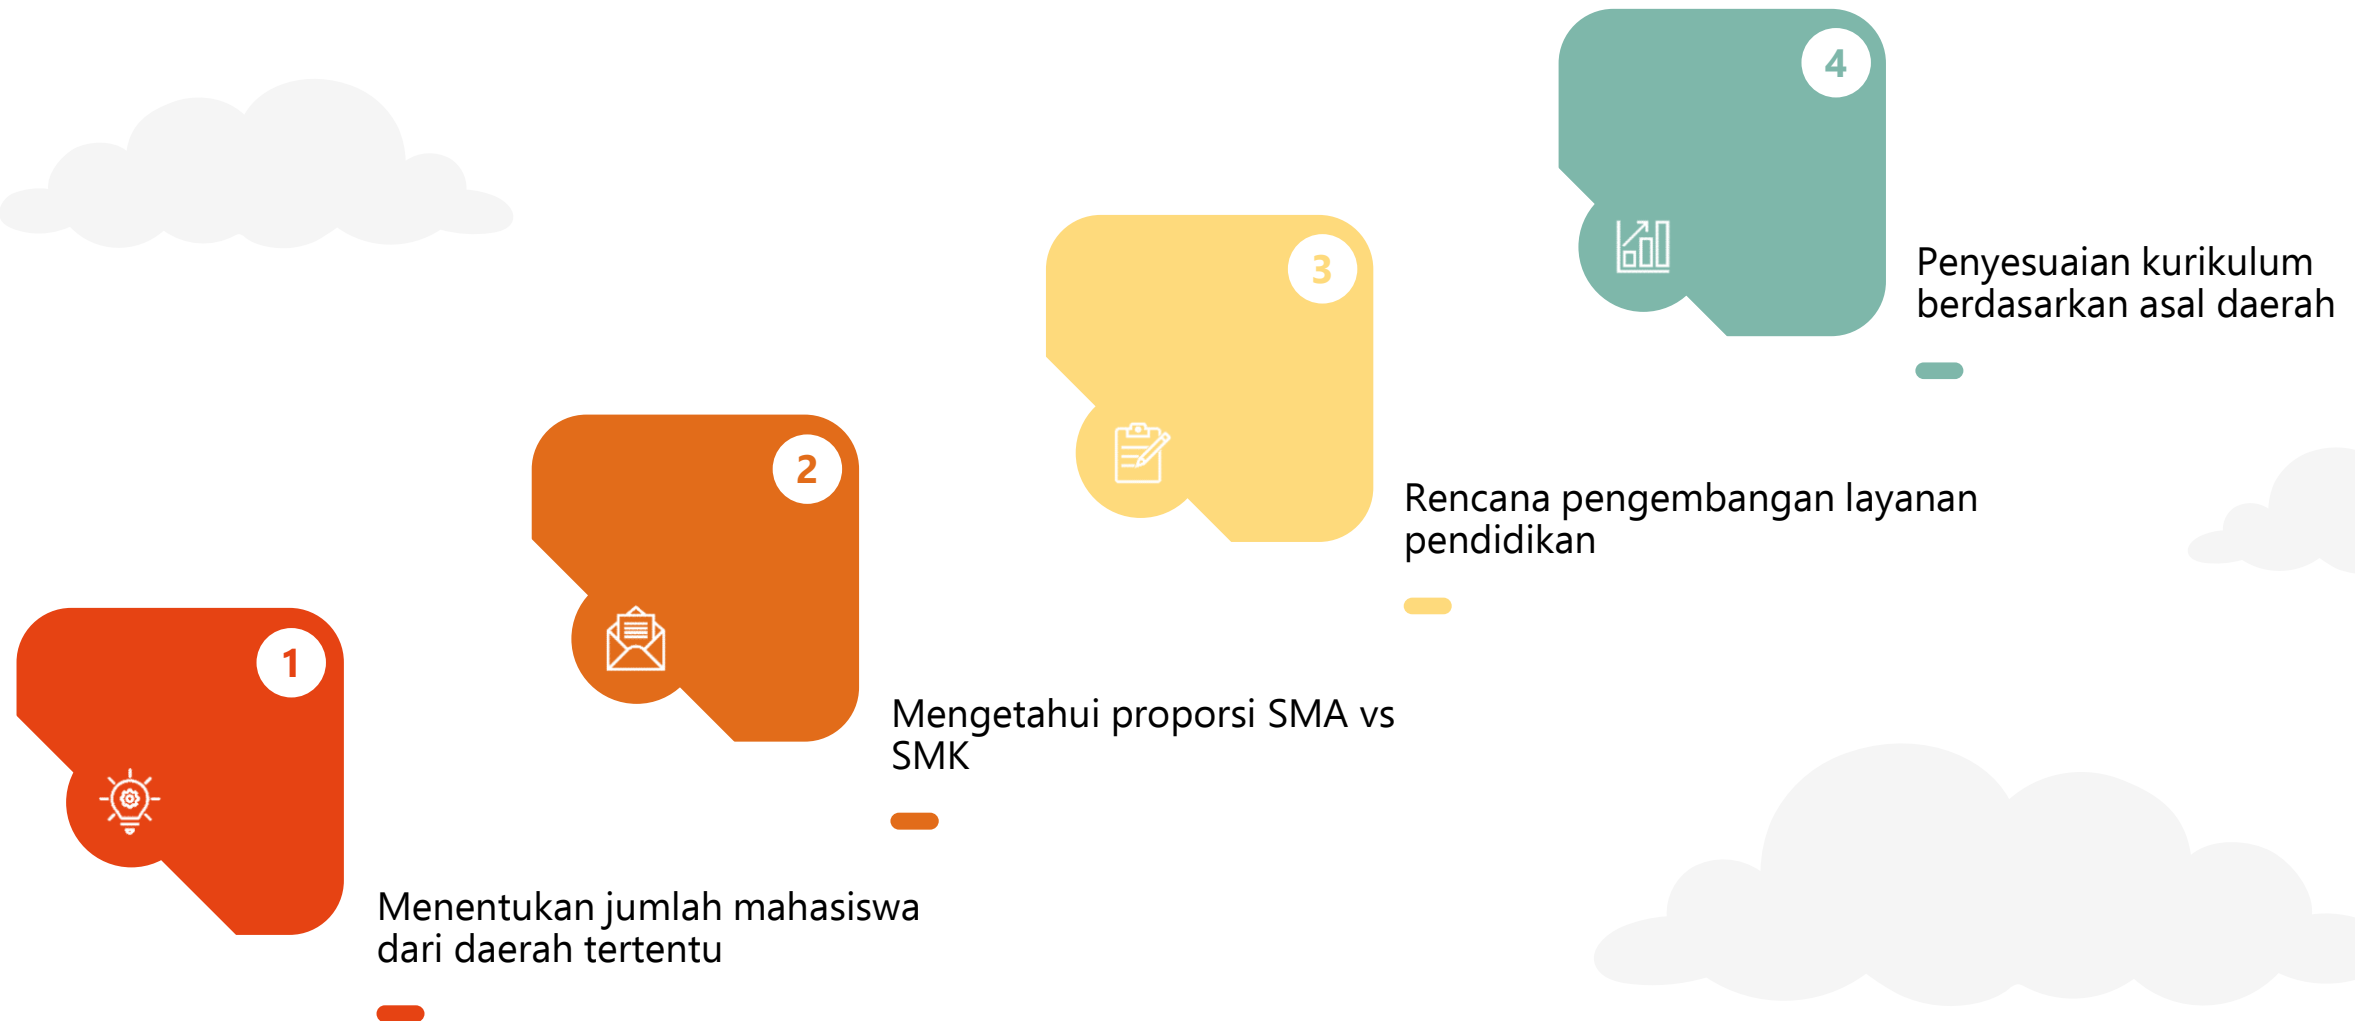 1
Menentukan jumlah mahasiswa
dari daerah tertentu
2
Mengetahui proporsi SMA vs
SMK
3
Rencana pengembangan layanan
pendidikan
4
Penyesuaian kurikulum
berdasarkan asal daerah